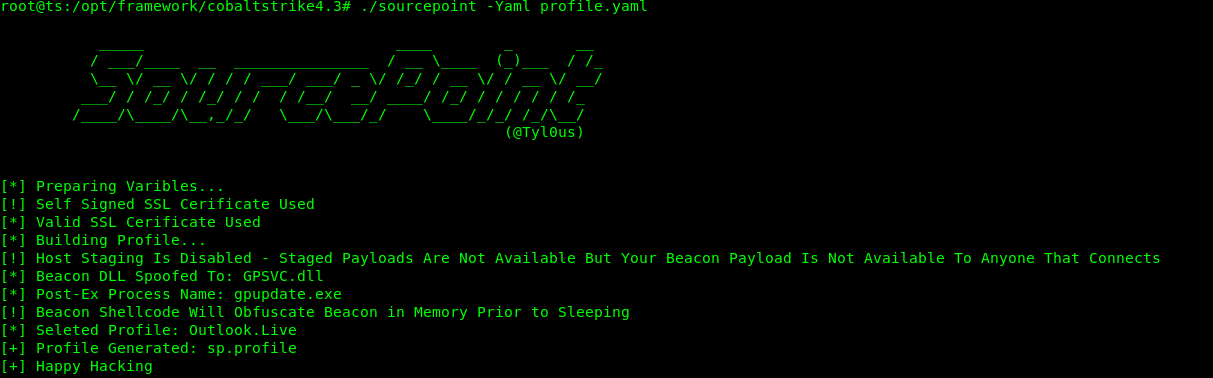 root@ts:/opt/framework/cobaltstrike4.3# ./sourcepoint -Yaml profile.yaml
SourcePoint
(@Tyl0us)
[*] Preparing Varibles...
[!] Self Signed SSL Cerificate Used
[*] Valid SSL Cerificate Used
[*] Building Profile...
[!] Host Staging Is Disabled - Staged Payloads Are Not Available But Your Beacon Payload Is Not Available To Anyone That Connects
[*] Beacon DLL Spoofed To: GPSVC.dll
[*] Post-Ex Process Name: gpupdate.exe
[!] Beacon Shellcode Will Obfuscate Beacon in Memory Prior to Sleeping
[*] Seleted Profile: Outlook.Live
[+] Profile Generated: sp.profile
[+] Happy Hacking